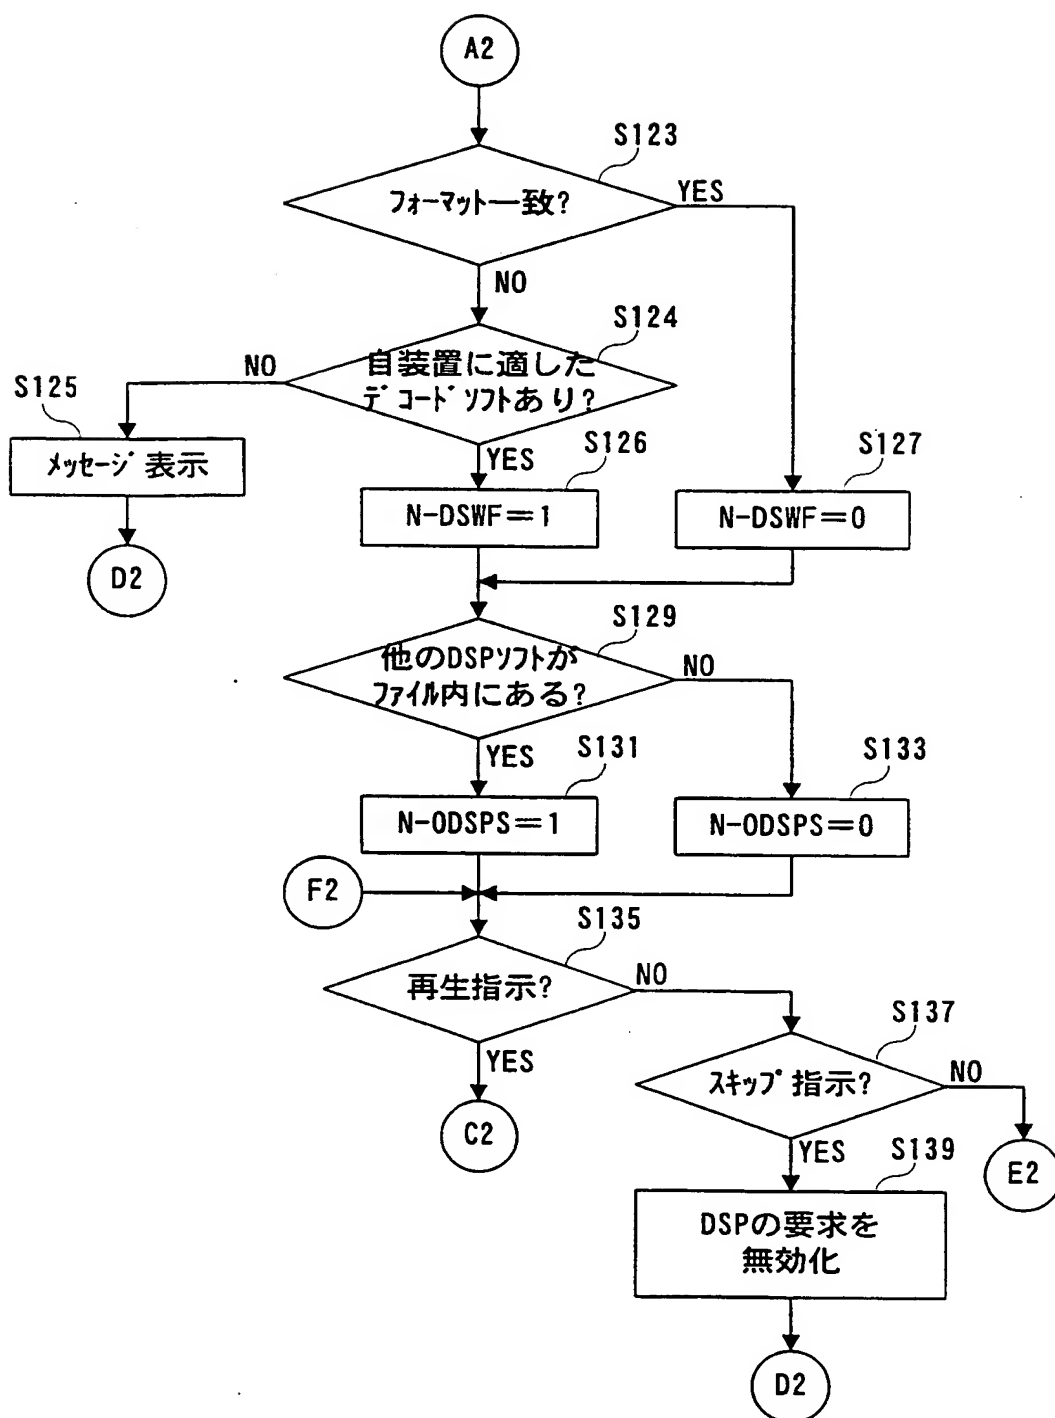 A2
S123
フォーマット一致?
YES
NO
S124
自装置に適した
デコードソフトあり?
NO
S125
メッセージ表示
D2
YES
S126
N-DSWF=1
S127
N-DSWF=0
S129
他のDSPソフトが
ファイル内にある?
NO
YES
S131
N-ODSPS=1
S133
N-ODSPS=0
F2
S135
再生指示?
NO
YES
C2
S137
スキップ指示?
NO
E2
YES
S139
DSPの要求を
無効化
D2